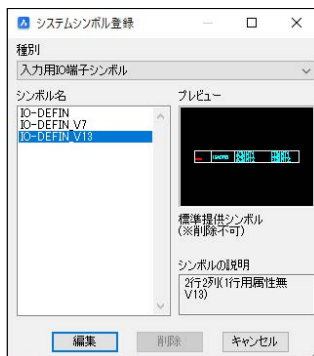 システムシンボル登録
種別
入力用IO端子シンボル
シンボル名
IO-DEFIN
IO-DEFIN_V7
IO-DEFIN_V13
プレビュー
標準提供シンボル
(※削除不可)
シンボルの説明
2行2列(1行用属性無
V13)
編集
削除
キャンセル